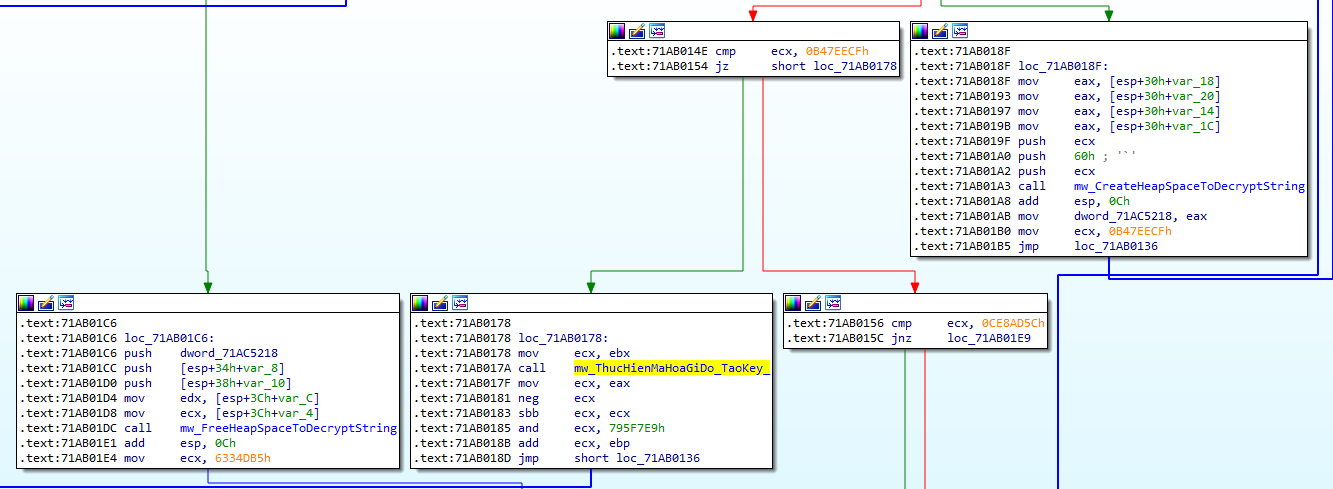 .text:71AB014E cmp ecx, 0B47EECFh
.text:71AB0154 jz short loc_71AB0178
.text:71AB018F
.text:71AB018F loc_71AB018F:
.text:71AB018F mov eax, [esp+30h+var_18]
.text:71AB0193 mov eax, [esp+30h+var_20]
.text:71AB0197 mov eax, [esp+30h+var_14]
.text:71AB019B mov eax, [esp+30h+var_1C]
.text:71AB019F push ecx
.text:71AB01A0 push 60h ; '`'
.text:71AB01A2 push ecx
.text:71AB01A3 call mw_CreateHeapSpaceToDecryptString
.text:71AB01A8 add esp, 0Ch
.text:71AB01AB mov dword_71AC5218, eax
.text:71AB01B0 mov ecx, 0B47EECFh
.text:71AB01B5 jmp loc_71AB0136
.text:71AB01C6
.text:71AB01C6 loc_71AB01C6:
.text:71AB01C6 push dword_71AC5218
.text:71AB01CC push [esp+34h+var_8]
.text:71AB01D0 push [esp+38h+var_10]
.text:71AB01D4 mov edx, [esp+3Ch+var_C]
.text:71AB01D8 mov ecx, [esp+3Ch+var_4]
.text:71AB01DC call mw_FreeHeapSpaceToDecryptString
.text:71AB01E1 add esp, 0Ch
.text:71AB01E4 mov ecx, 6334DB5h
.text:71AB0178
.text:71AB0178 loc_71AB0178:
.text:71AB0178 mov ecx, ebx
.text:71AB017A call mw_ThucHienMaHoaGiDo_TaoKey_
.text:71AB017F mov ecx, eax
.text:71AB0181 neg ecx
.text:71AB0183 sbb ecx, ecx
.text:71AB0185 and ecx, 795F7E9h
.text:71AB018B add ecx, ebp
.text:71AB018D jmp short loc_71AB0136
.text:71AB0156 cmp ecx, 0CE8AD5Ch
.text:71AB015C jnz loc_71AB01E9